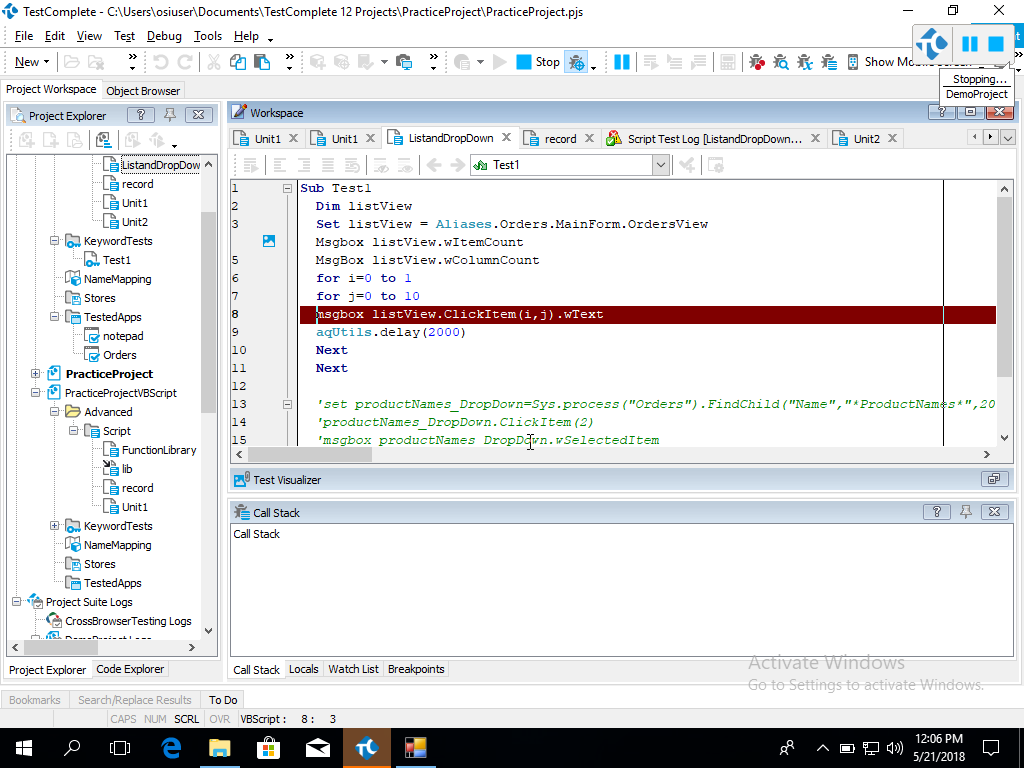 TestComplete - C:\Users\osiuser\Documents\TestComplete 12 Projects\PracticeProject\PracticeProject.pjs
File Edit View Test Debug Tools Help
New Stop Show Mob
Stopping...
DemoProject
Project Workspace Object Browser
Project Explorer
ListandDropDow
record
Unit1
Unit2
KeywordTests
Test1
NameMapping
Stores
TestedApps
notepad
Orders
PracticeProject
PracticeProjectVBScript
Advanced
Script
FunctionLibrary
lib
record
Unit1
KeywordTests
NameMapping
Stores
TestedApps
Project Suite Logs
CrossBrowserTesting Logs
DemoProject Logs
Project Explorer Code Explorer
Workspace
Unit1 Unit1 ListandDropDown record Script Test Log [ListandDropDown... Unit2
Test1
1 Sub Test1
2 Dim listView
3 Set listView = Aliases.Orders.MainForm.OrdersView
Msgbox listView.wItemCount
5 MsgBox listView.wColumnCount
6 for i=0 to 1
7 for j=0 to 10
8 msgbox listView.ClickItem(i,j).wText
9 aqUtils.delay(2000)
10 Next
11 Next
12
13 'set productNames_DropDown=Sys.process("Orders").FindChild("Name","*ProductNames*",20
14 'productNames_DropDown.ClickItem(2)
15 'msgbox productNames_DropDown.wSelectedItem
Test Visualizer
Call Stack
Call Stack
Call Stack Locals Watch List Breakpoints
Activate Windows
Go to Settings to activate Windows.
Bookmarks Search/Replace Results To Do
CAPS NUM SCRL OVR VBScript : 8 : 3
12:06 PM
5/21/2018